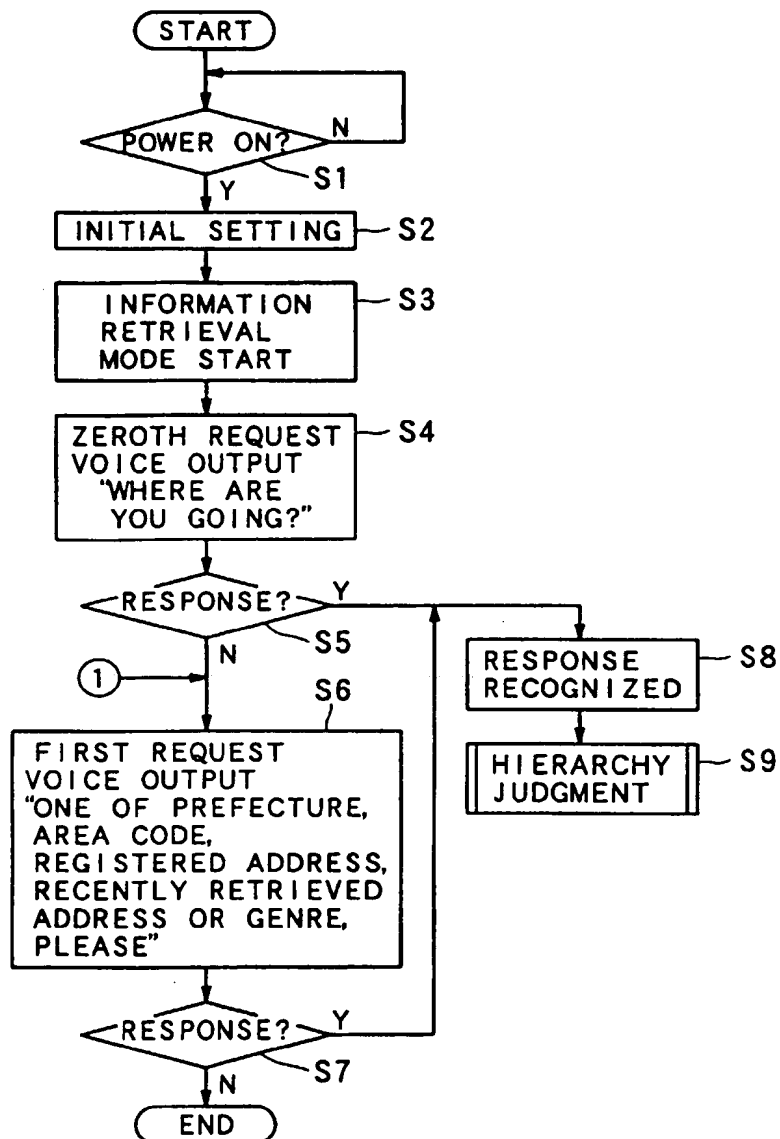 START
POWER ON?
N
S1
Y
INITIAL SETTING
S2
INFORMATION
RETRIEVAL
MODE START
S3
ZEROTH REQUEST
VOICE OUTPUT
"WHERE ARE
YOU GOING?"
S4
RESPONSE?
Y
S5
N
1
S6
FIRST REQUEST
VOICE OUTPUT
"ONE OF PREFECTURE,
AREA CODE,
REGISTERED ADDRESS,
RECENTLY RETRIEVED
ADDRESS OR GENRE,
PLEASE"
RESPONSE?
Y
S7
N
END
RESPONSE
RECOGNIZED
S8
HIERARCHY
JUDGMENT
S9